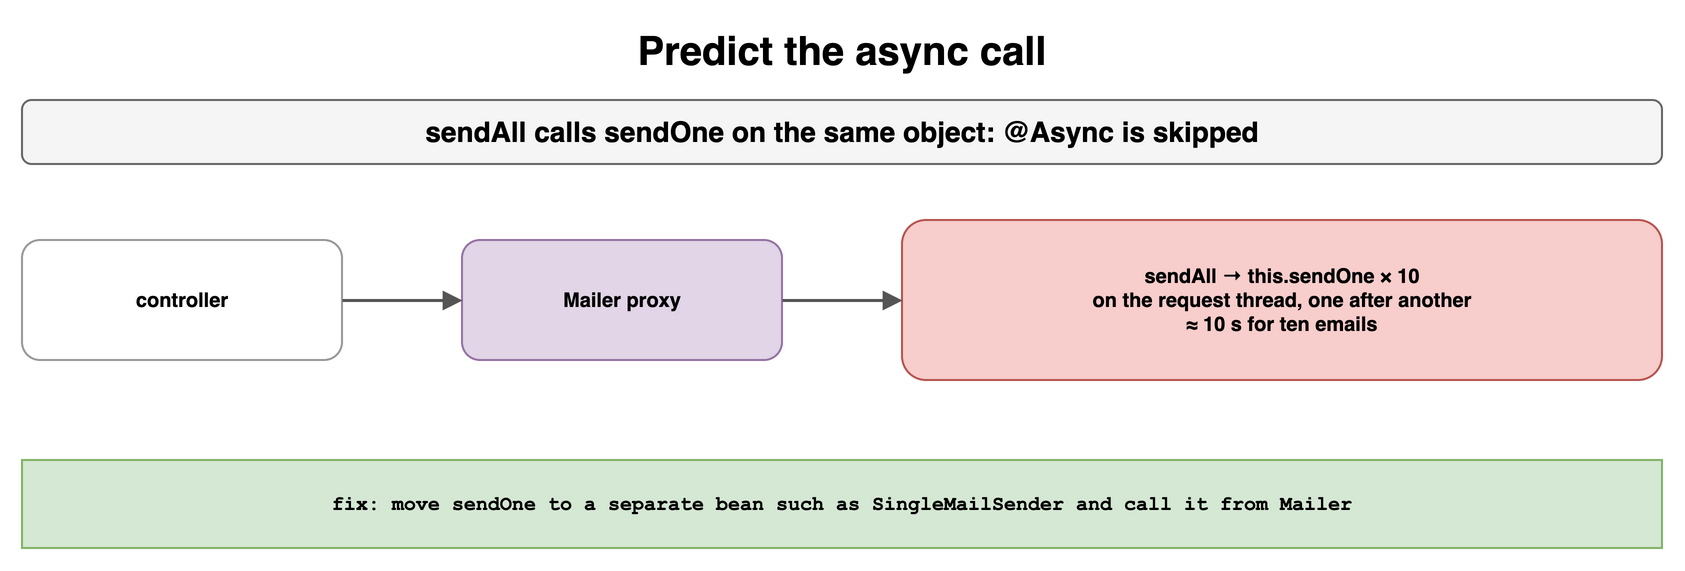 Predict the async call
sendAll calls sendOne on the same object: @Async is skipped
controller
Mailer proxy
sendAll → this.sendOne × 10
on the request thread, one after another
≈ 10 s for ten emails
fix: move sendOne to a separate bean such as SingleMailSender and call it from Mailer